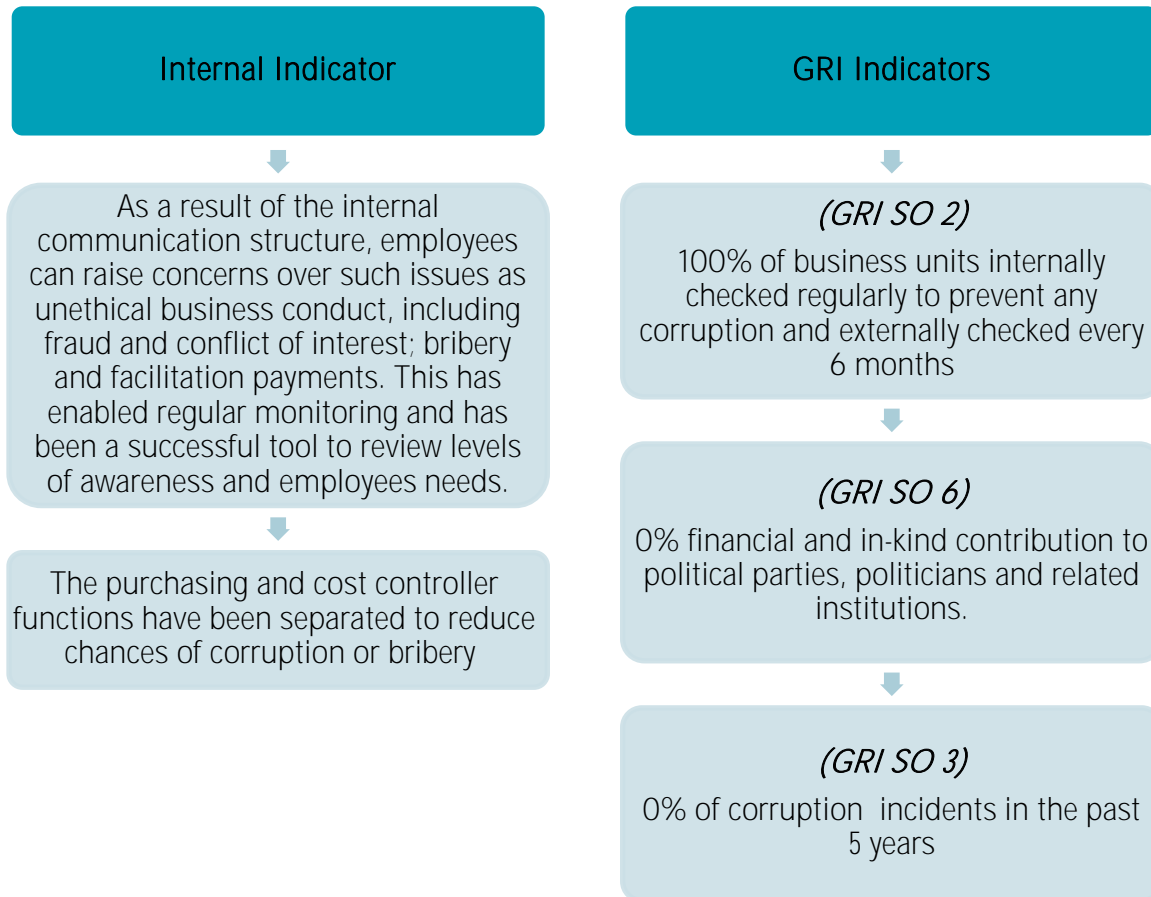 Internal Indicator
As a result of the internal
communication structure, employees
can raise concerns over such issues as
unethical business conduct, including
fraud and conflict of interest; bribery
and facilitation payments. This has
enabled regular monitoring and has
been a successful tool to review levels
of awareness and employees needs.
The purchasing and cost controller
functions have been separated to reduce
chances of corruption or bribery
GRI Indicators
(GRI SO 2)
100% of business units internally
checked regularly to prevent any
corruption and externally checked every
6 months
(GRI SO 6)
0% financial and in-kind contribution to
political parties, politicians and related
institutions.
(GRI SO 3)
0% of corruption  incidents in the past
5 years